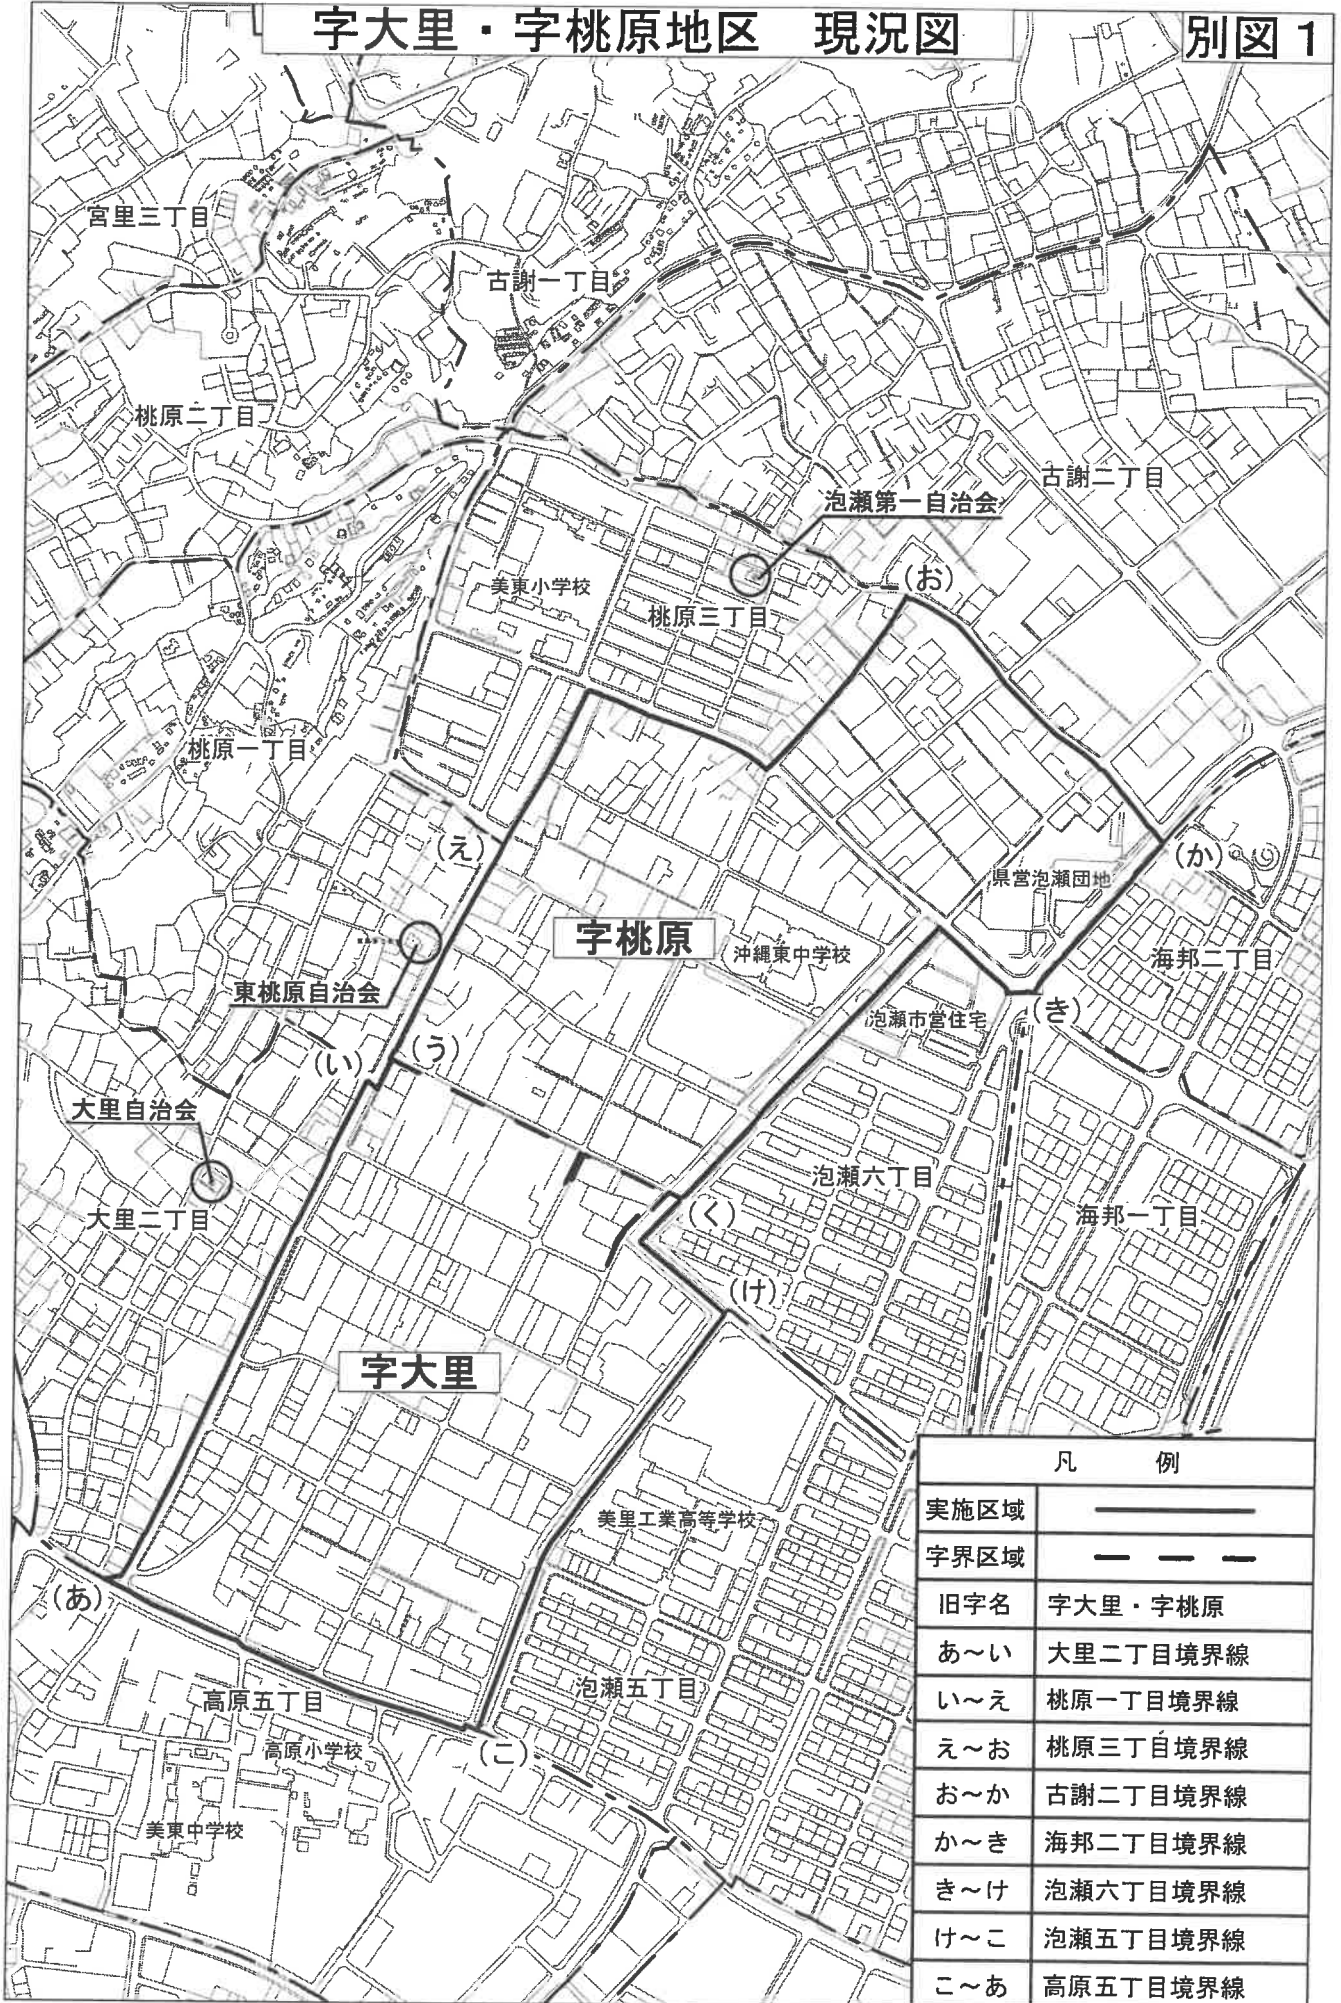 字大里・字桃原地区　現況図
別図１
宮里三丁目
古謝一丁目
桃原二丁目
古謝二丁目
泡瀬第一自治会
(お)
美東小学校
桃原三丁目
桃原一丁目
(え)
(か)
県営泡瀬団地
字桃原
沖縄東中学校
海邦二丁目
東桃原自治会
泡瀬市営住宅
(き)
(い)
(う)
大里自治会
泡瀬六丁目
大里二丁目
(く)
海邦一丁目
(け)
字大里
美里工業高等学校
(あ)
高原五丁目
泡瀬五丁目
高原小学校
(こ)
美東中学校
凡　例
実施区域
字界区域
旧字名 字大里・字桃原
あ～い 大里二丁目境界線
い～え 桃原一丁目境界線
え～お 桃原三丁目境界線
お～か 古謝二丁目境界線
か～き 海邦二丁目境界線
き～け 泡瀬六丁目境界線
け～こ 泡瀬五丁目境界線
こ～あ 高原五丁目境界線